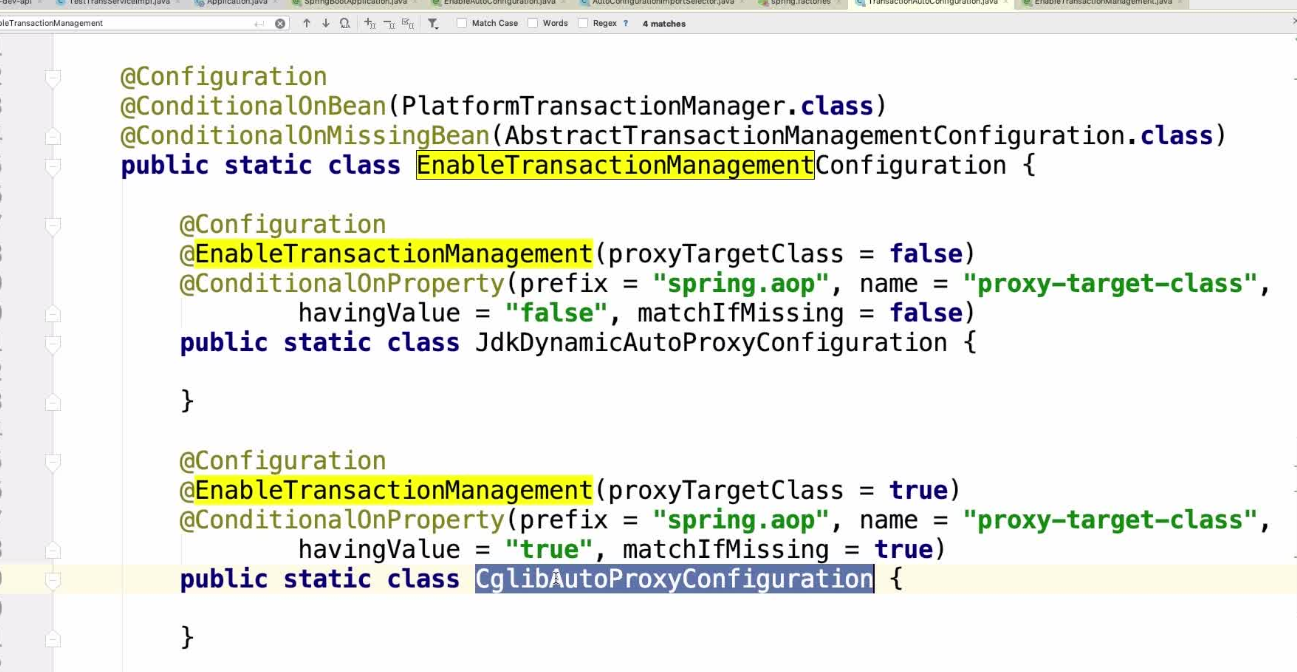 -dev-api TestTransServiceImpl.java Application.java SpringBootApplication.java EnableAutoConfiguration.java AutoConfigurationImportSelector.java spring.factories TransactionAutoConfiguration.java EnableTransactionManagement.java
bleTransactionManagement Match Case Words Regex ? 4 matches
@Configuration
@ConditionalOnBean(PlatformTransactionManager.class)
@ConditionalOnMissingBean(AbstractTransactionManagementConfiguration.class)
public static class EnableTransactionManagementConfiguration {
@Configuration
@EnableTransactionManagement(proxyTargetClass = false)
@ConditionalOnProperty(prefix = "spring.aop", name = "proxy-target-class",
havingValue = "false", matchIfMissing = false)
public static class JdkDynamicAutoProxyConfiguration {
}
@Configuration
@EnableTransactionManagement(proxyTargetClass = true)
@ConditionalOnProperty(prefix = "spring.aop", name = "proxy-target-class",
havingValue = "true", matchIfMissing = true)
public static class CglibAutoProxyConfiguration {
}